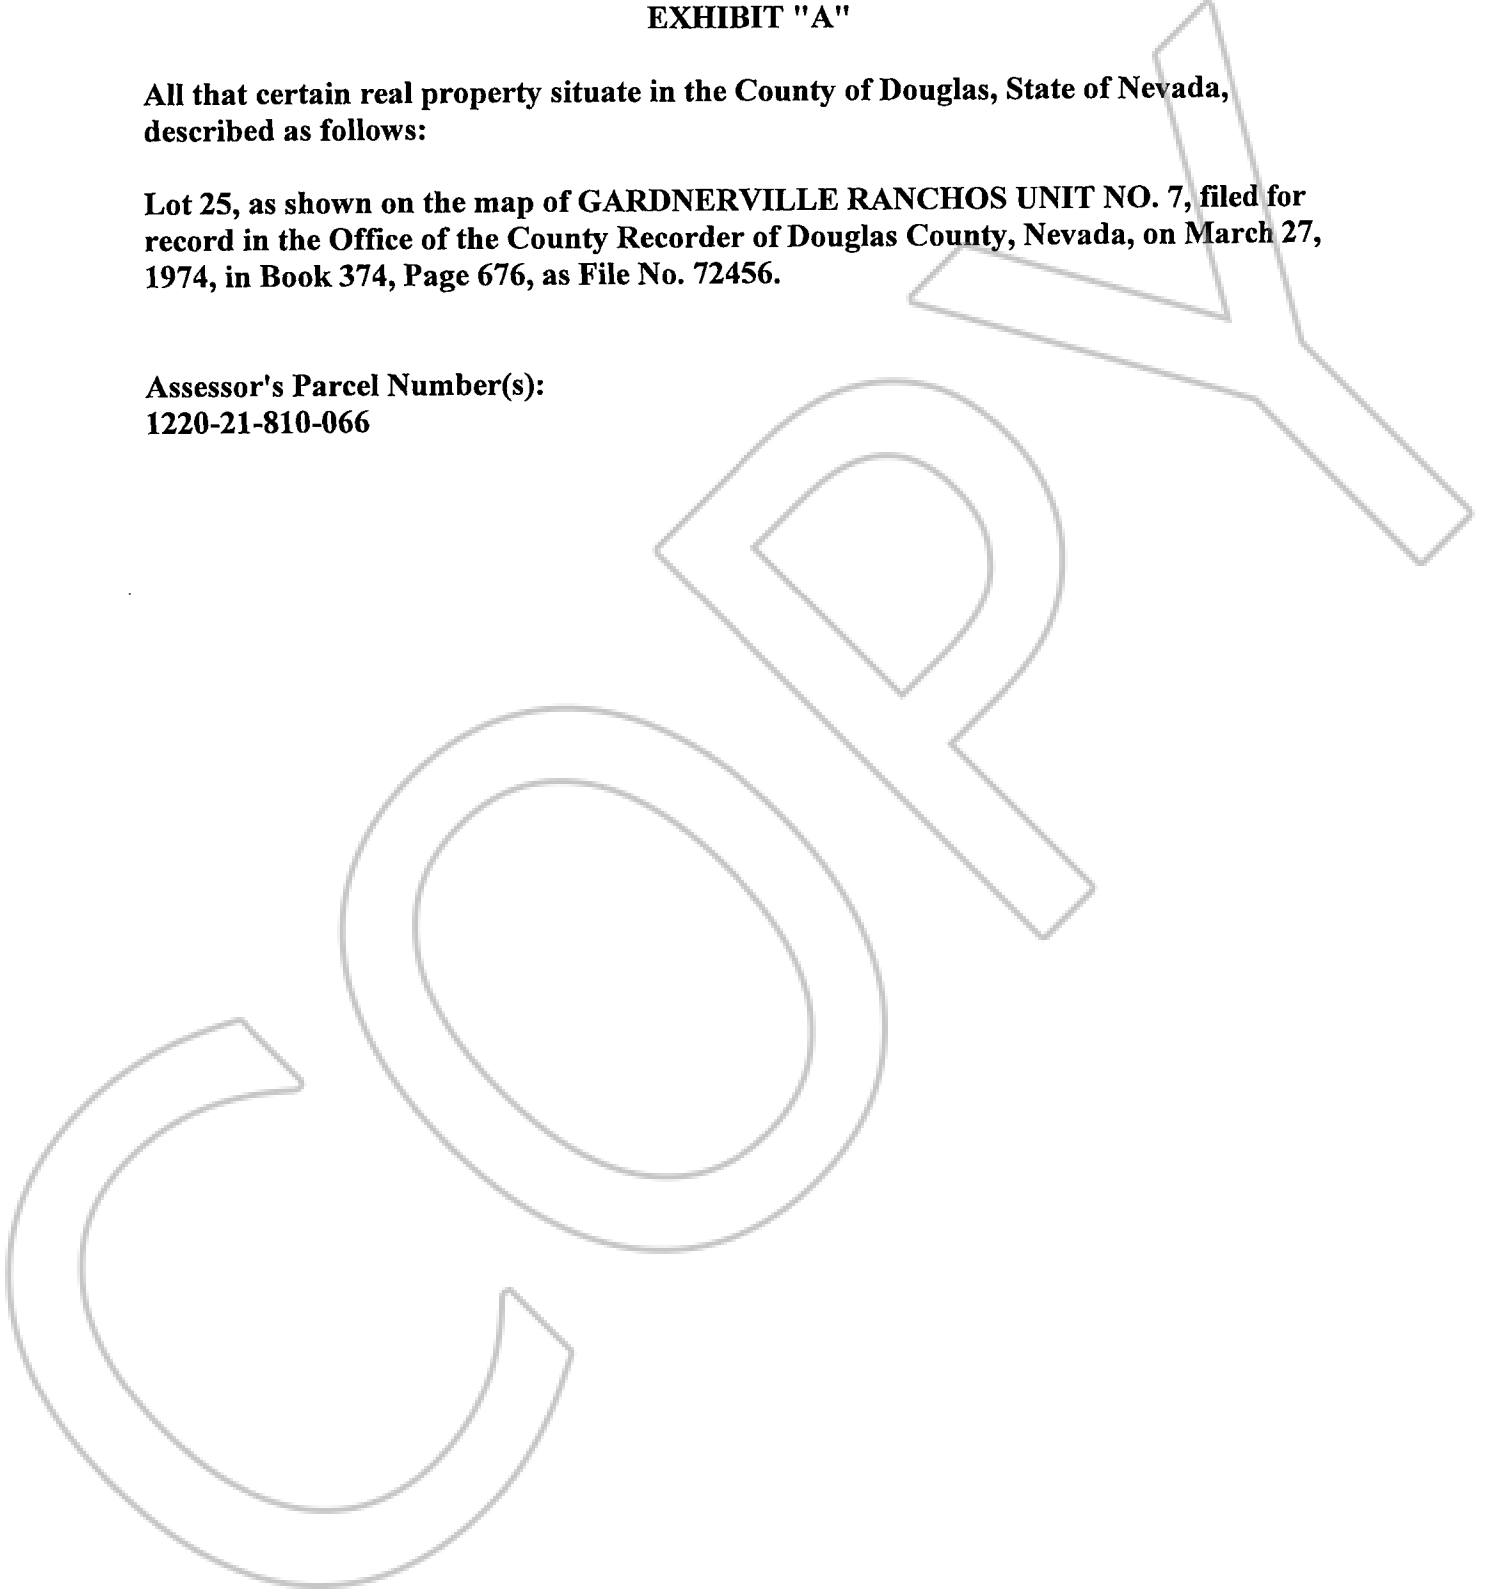 EXHIBIT "A"
All that certain real property situate in the County of Douglas, State of Nevada,
described as follows:
Lot 25, as shown on the map of GARDNERVILLE RANCHOS UNIT NO. 7, filed for
record in the Office of the County Recorder of Douglas County, Nevada, on March 27,
1974, in Book 374, Page 676, as File No. 72456.
Assessor's Parcel Number(s):
1220-21-810-066
COPY